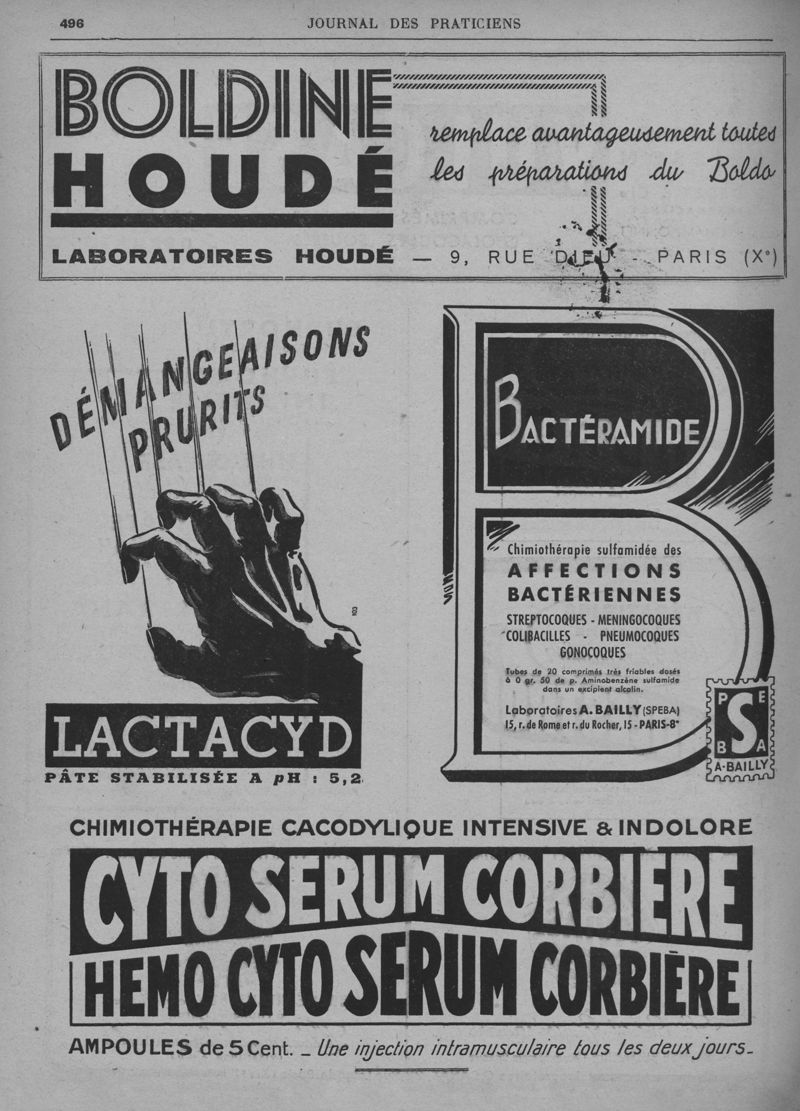 496
JOURNAL DES PRATICIENS
BOLDINE
HOUDÉ
remplace avantageusement toutes
les préparations du Boldo
LABORATOIRES HOUDÉ — 9, RUE DIEU - PARIS (X°)
DÉMANGEAISONS
PRURITS
LACTACYD
PÂTE STABILISÉE A pH : 5,2
BACTÉRAMIDE
Chimiothérapie sulfamidée des
AFFECTIONS
BACTÉRIENNES
STREPTOCOQUES - MENINGOCOQUES
COLIBACILLES - PNEUMOCOQUES
GONOCOQUES
Tubes de 20 comprimés très friables dosés
à 0 gr. 50 de p. Aminobenzène sulfamide
dans un excipient alcalin.
Laboratoires A. BAILLY (SPEBA)
15, r. de Rome et r. du Rocher, 15 - PARIS-8ᵉ
P E
S
B A
A·BAILLY
CHIMIOTHÉRAPIE CACODYLIQUE INTENSIVE & INDOLORE
CYTO SERUM CORBIÈRE
HEMO CYTO SERUM CORBIÈRE
AMPOULES de 5 Cent. - Une injection intramusculaire tous les deux jours-